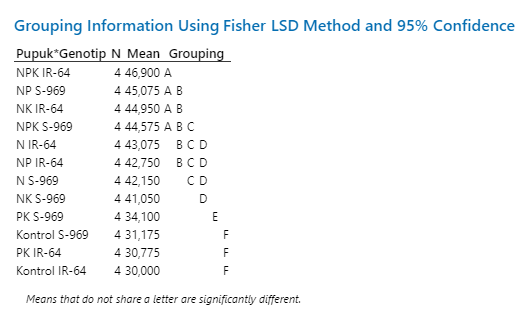 Grouping Information Using Fisher LSD Method and 95% Confidence
Pupuk*Genotip N Mean Grouping
NPK IR-64 4 46,900 A
NP S-969 4 45,075 A B
NK IR-64 4 44,950 A B
NPK S-969 4 44,575 A B C
N IR-64 4 43,075 B C D
NP IR-64 4 42,750 B C D
N S-969 4 42,150 C D
NK S-969 4 41,050 D
PK S-969 4 34,100 E
Kontrol S-969 4 31,175 F
PK IR-64 4 30,775 F
Kontrol IR-64 4 30,000 F
Means that do not share a letter are significantly different.